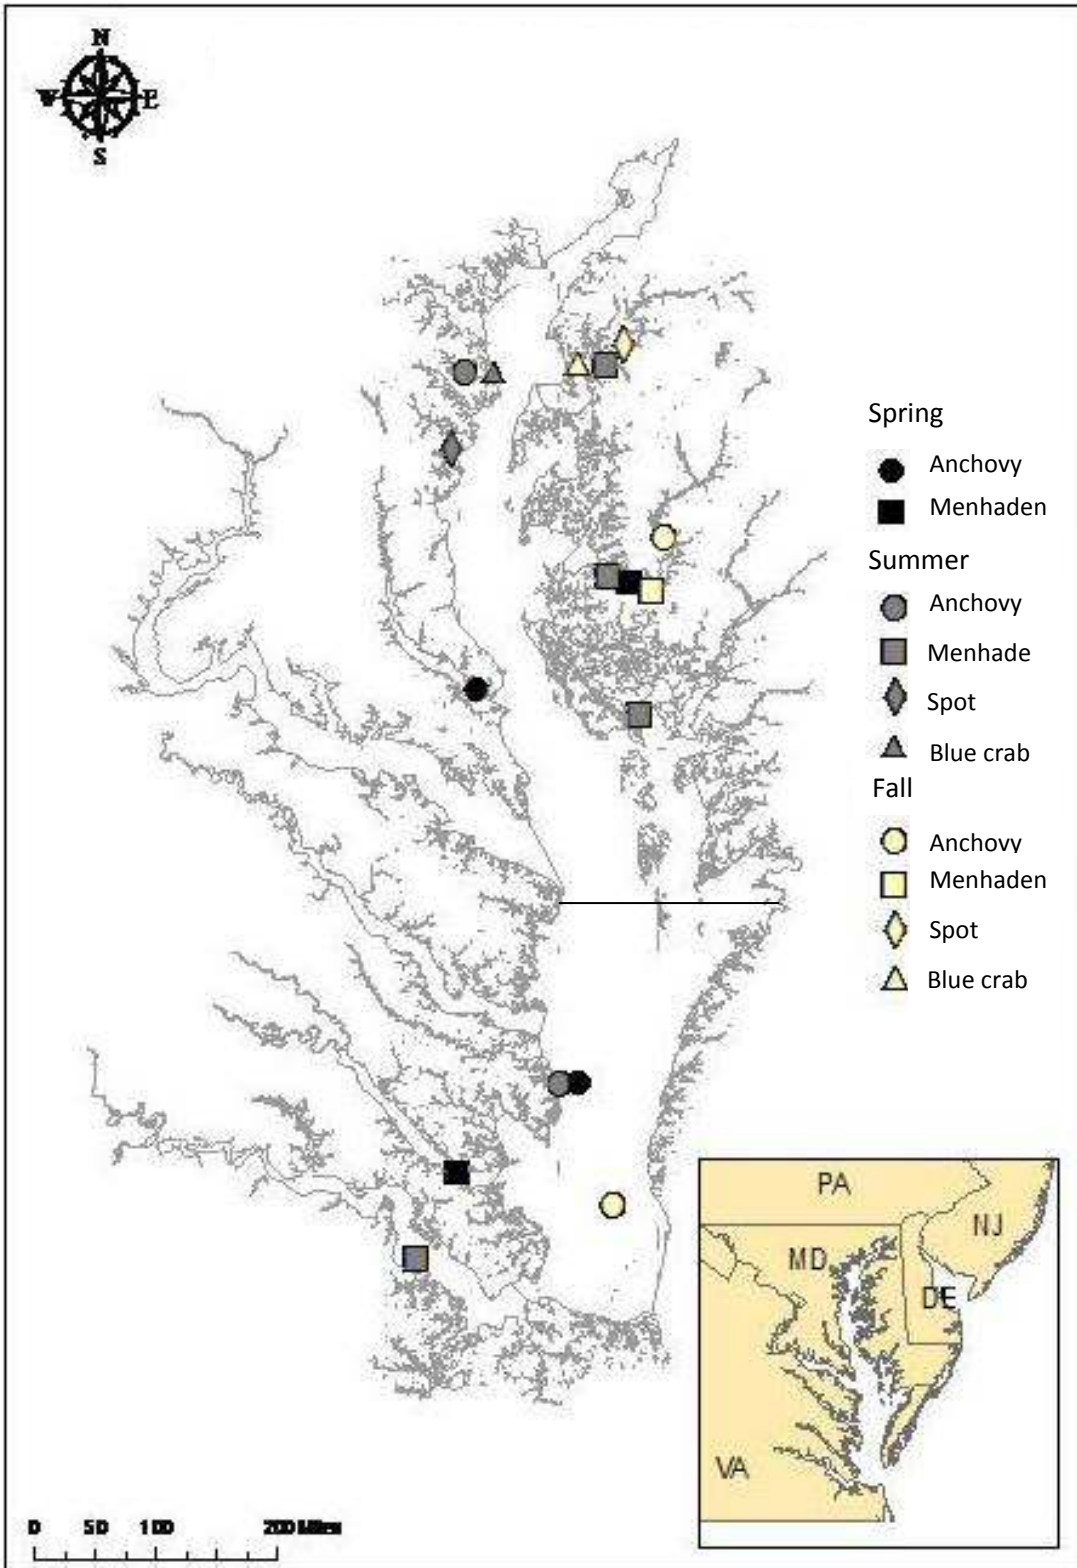 N
W E
S
Spring
Anchovy
Menhaden
Summer
Anchovy
Menhade
Spot
Blue crab
Fall
Anchovy
Menhaden
Spot
Blue crab
PA
NJ
MD
DE
VA
0 50 100 200 Miles